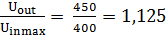 U_out / U_inmax = 450 / 400 = 1,125